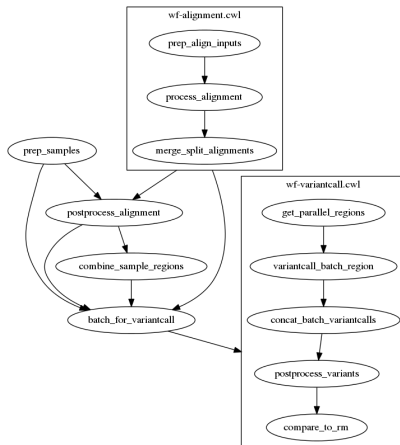 wf-alignment.cwl
prep_align_inputs
process_alignment
prep_samples
merge_split_alignments
wf-variantcall.cwl
postprocess_alignment
get_parallel_regions
combine_sample_regions
variantcall_batch_region
batch_for_variantcall
concat_batch_variantcalls
postprocess_variants
compare_to_rm